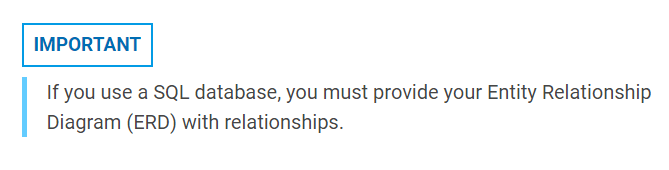 IMPORTANT
If you use a SQL database, you must provide your Entity Relationship
Diagram (ERD) with relationships.